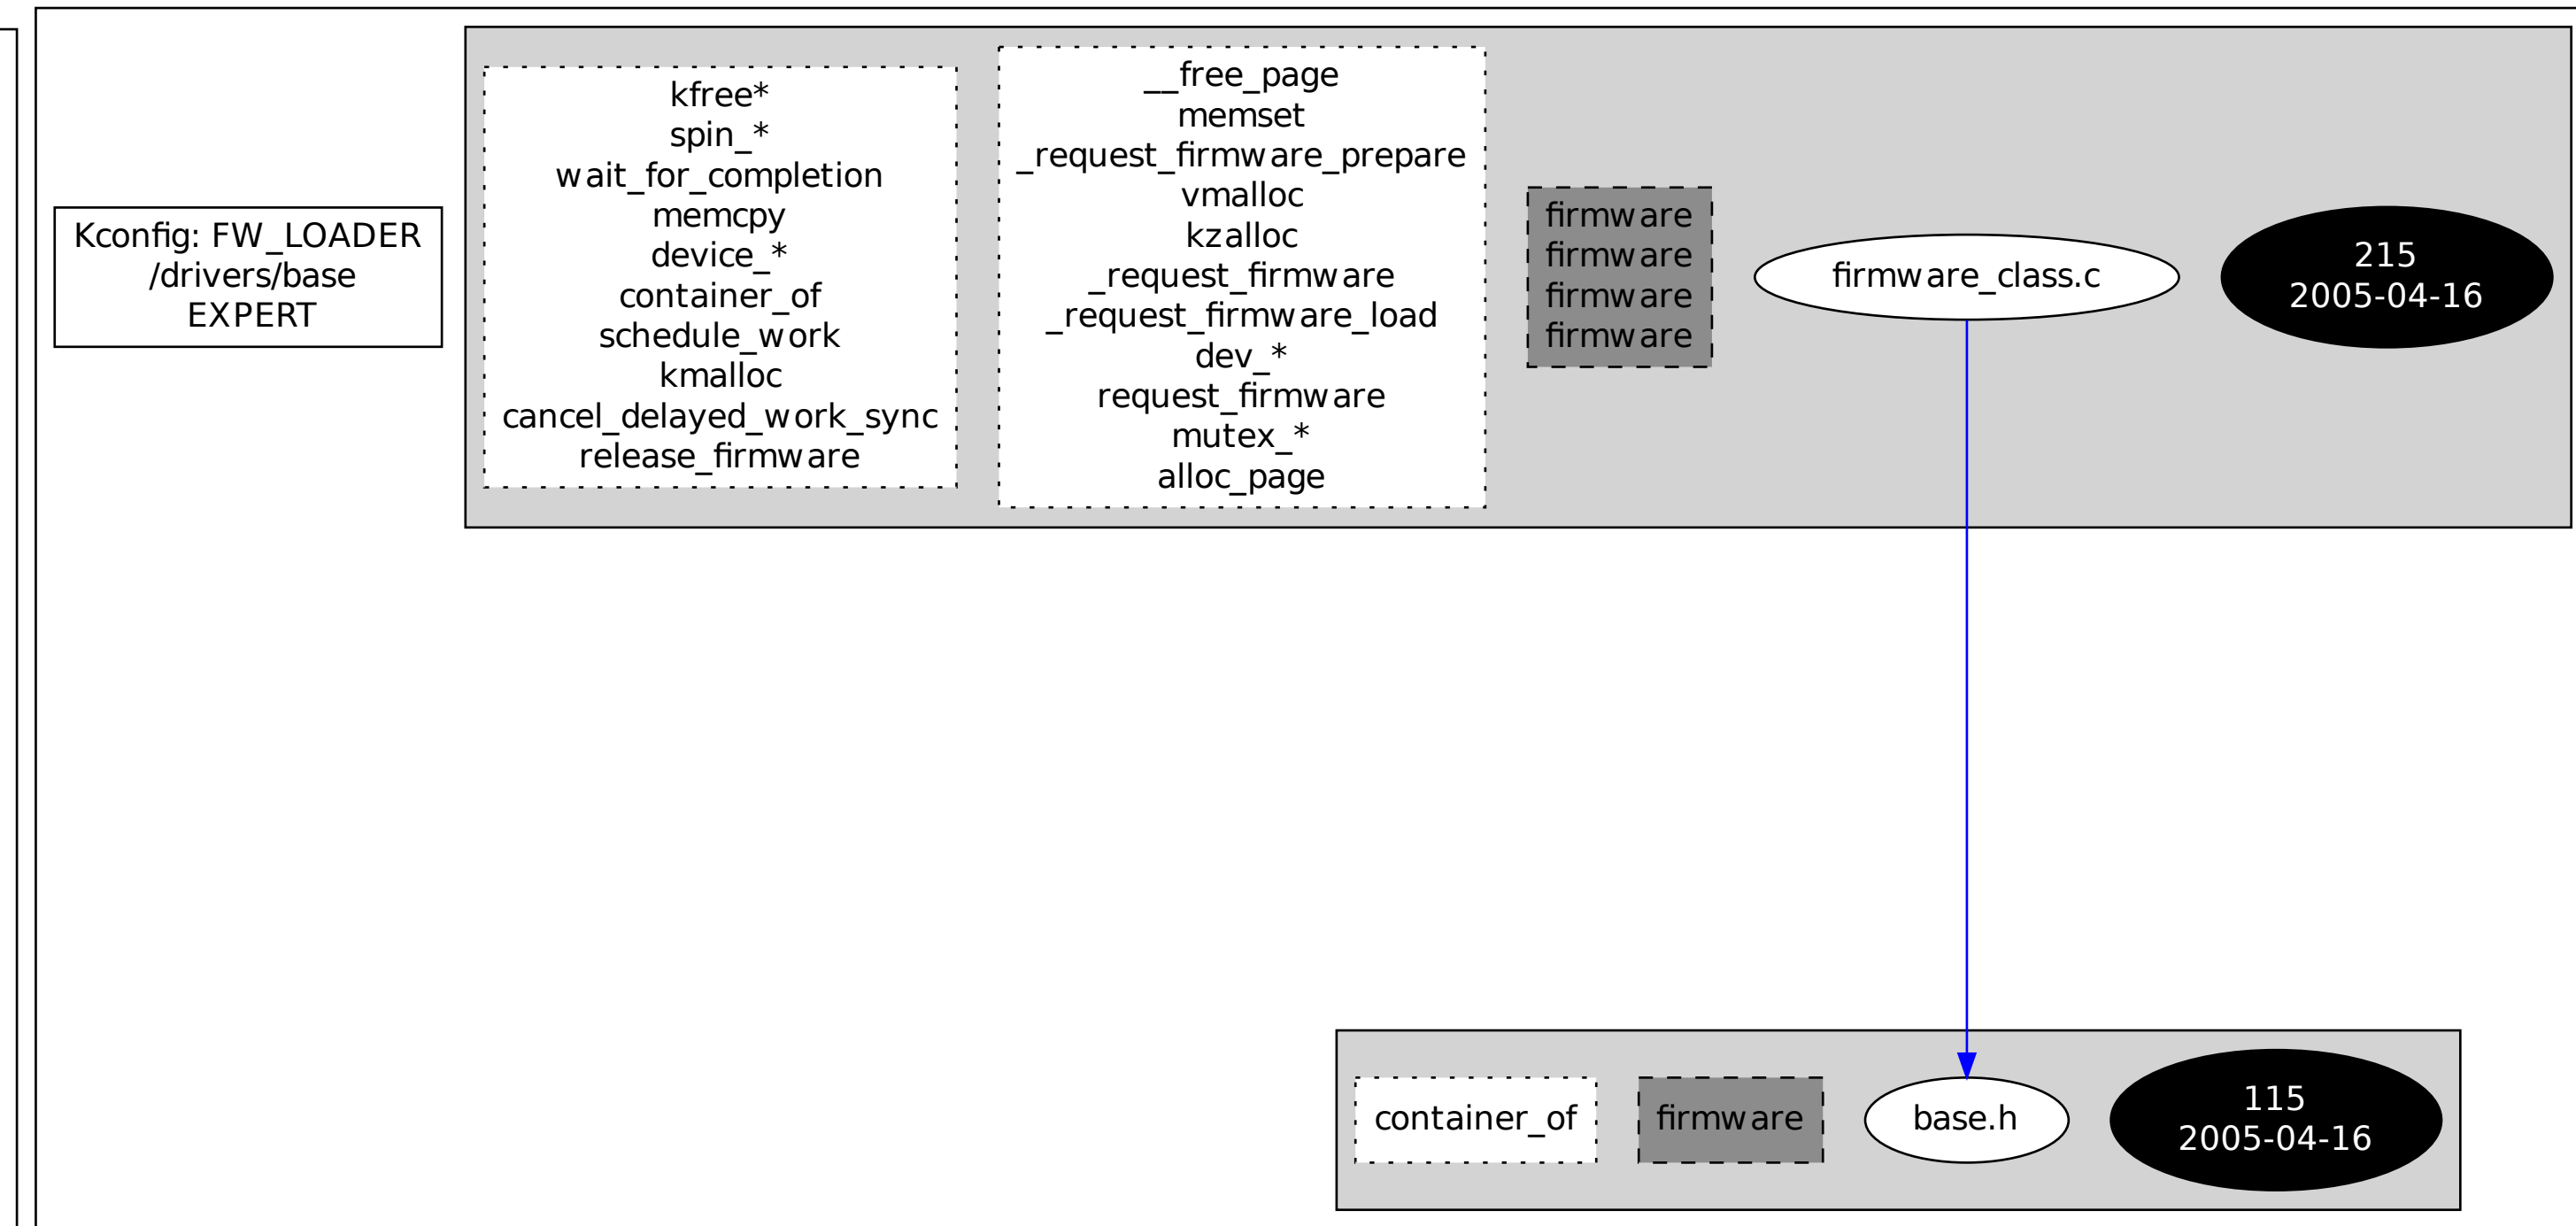 Kconfig: FW_LOADER
/drivers/base
EXPERT
kfree*
spin_*
wait_for_completion
memcpy
device_*
container_of
schedule_work
kmalloc
cancel_delayed_work_sync
release_firmware
__free_page
memset
_request_firmware_prepare
vmalloc
kzalloc
_request_firmware
_request_firmware_load
dev_*
request_firmware
mutex_*
alloc_page
firmware
firmware
firmware
firmware
firmware_class.c
215
2005-04-16
container_of
firmware
base.h
115
2005-04-16